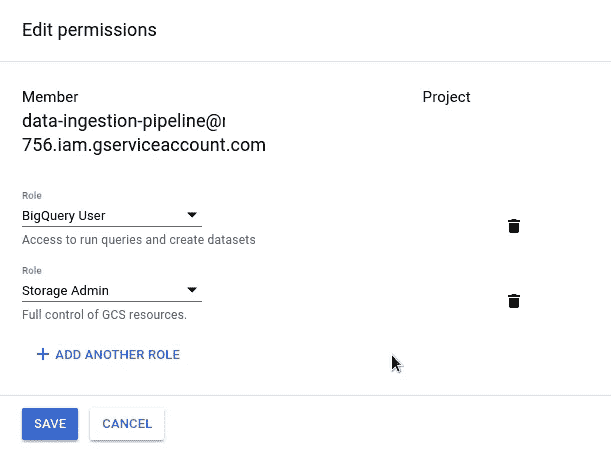 Edit permissions
Member
Project
data-ingestion-pipeline@
756.iam.gserviceaccount.com
Role
BigQuery User
Access to run queries and create datasets
Role
Storage Admin
Full control of GCS resources.
ADD ANOTHER ROLE
SAVE
CANCEL